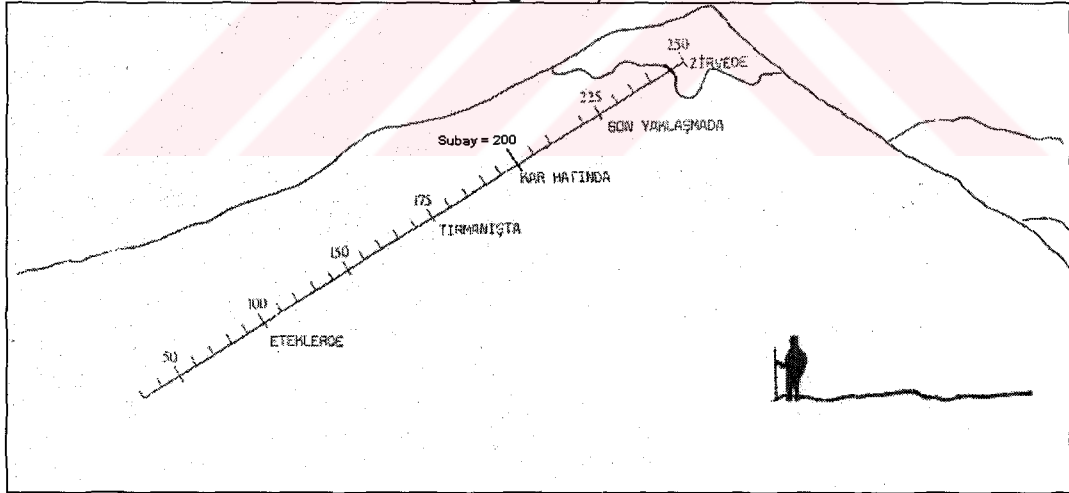 250
ZİRVEDE
225
SON YAKLAŞMADA
Subay = 200
KAR HATINDA
175
TIRMANIŞTA
150
100
ETEKLERDE
50